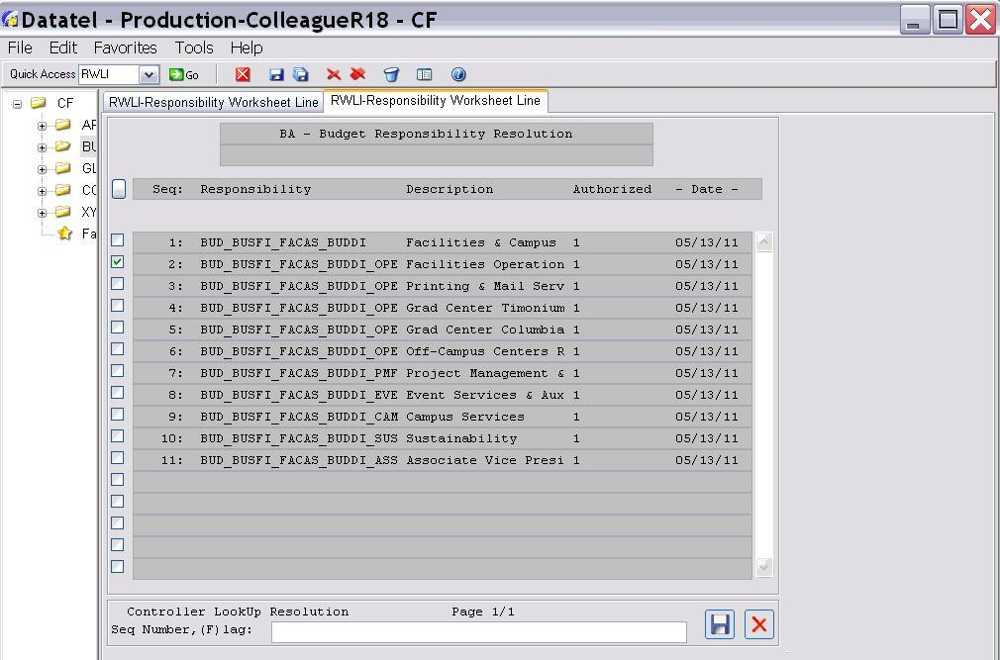 Datatel - Production-ColleagueR18 - CF
File Edit Favorites Tools Help
Quick Access RWLI Go
CF
AF
BU
GL
CO
XY
Fa
RWLI-Responsibility Worksheet Line RWLI-Responsibility Worksheet Line
BA - Budget Responsibility Resolution
Seq: Responsibility Description Authorized - Date -
1: BUD_BUSFI_FACAS_BUDDI Facilities & Campus 1 05/13/11
2: BUD_BUSFI_FACAS_BUDDI_OPE Facilities Operation 1 05/13/11
3: BUD_BUSFI_FACAS_BUDDI_OPE Printing & Mail Serv 1 05/13/11
4: BUD_BUSFI_FACAS_BUDDI_OPE Grad Center Timonium 1 05/13/11
5: BUD_BUSFI_FACAS_BUDDI_OPE Grad Center Columbia 1 05/13/11
6: BUD_BUSFI_FACAS_BUDDI_OPE Off-Campus Centers R 1 05/13/11
7: BUD_BUSFI_FACAS_BUDDI_PMF Project Management & 1 05/13/11
8: BUD_BUSFI_FACAS_BUDDI_EVE Event Services & Aux 1 05/13/11
9: BUD_BUSFI_FACAS_BUDDI_CAM Campus Services 1 05/13/11
10: BUD_BUSFI_FACAS_BUDDI_SUS Sustainability 1 05/13/11
11: BUD_BUSFI_FACAS_BUDDI_ASS Associate Vice Presi 1 05/13/11
Controller LookUp Resolution Page 1/1
Seq Number,(F)lag: